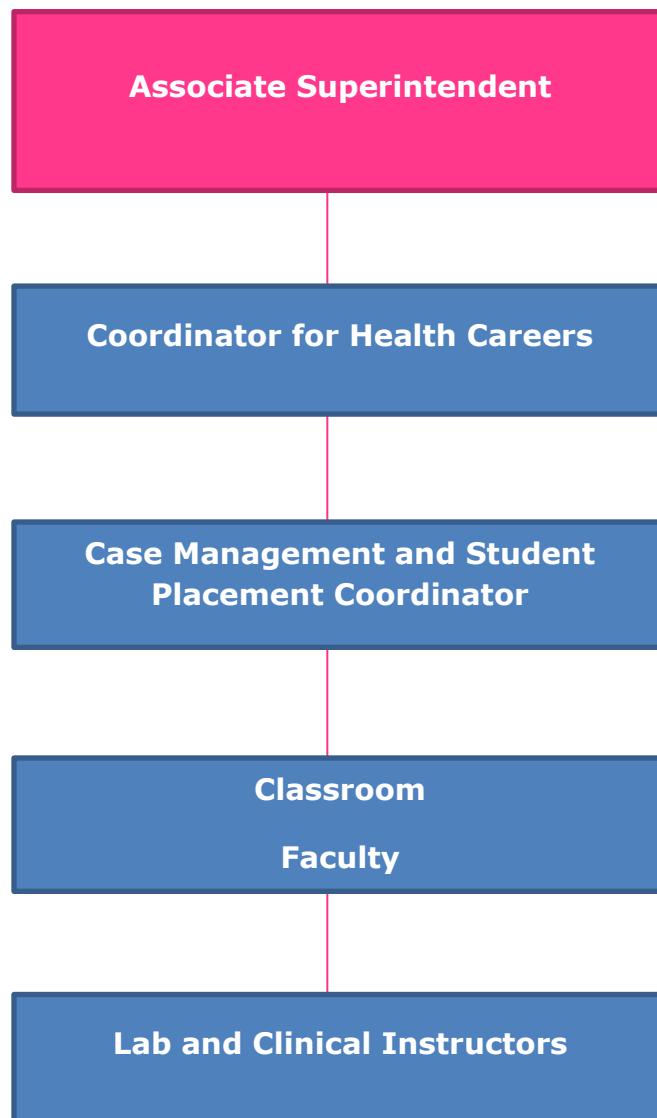 Associate Superintendent
Coordinator for Health Careers
Case Management and Student
Placement Coordinator
Classroom
Faculty
Lab and Clinical Instructors